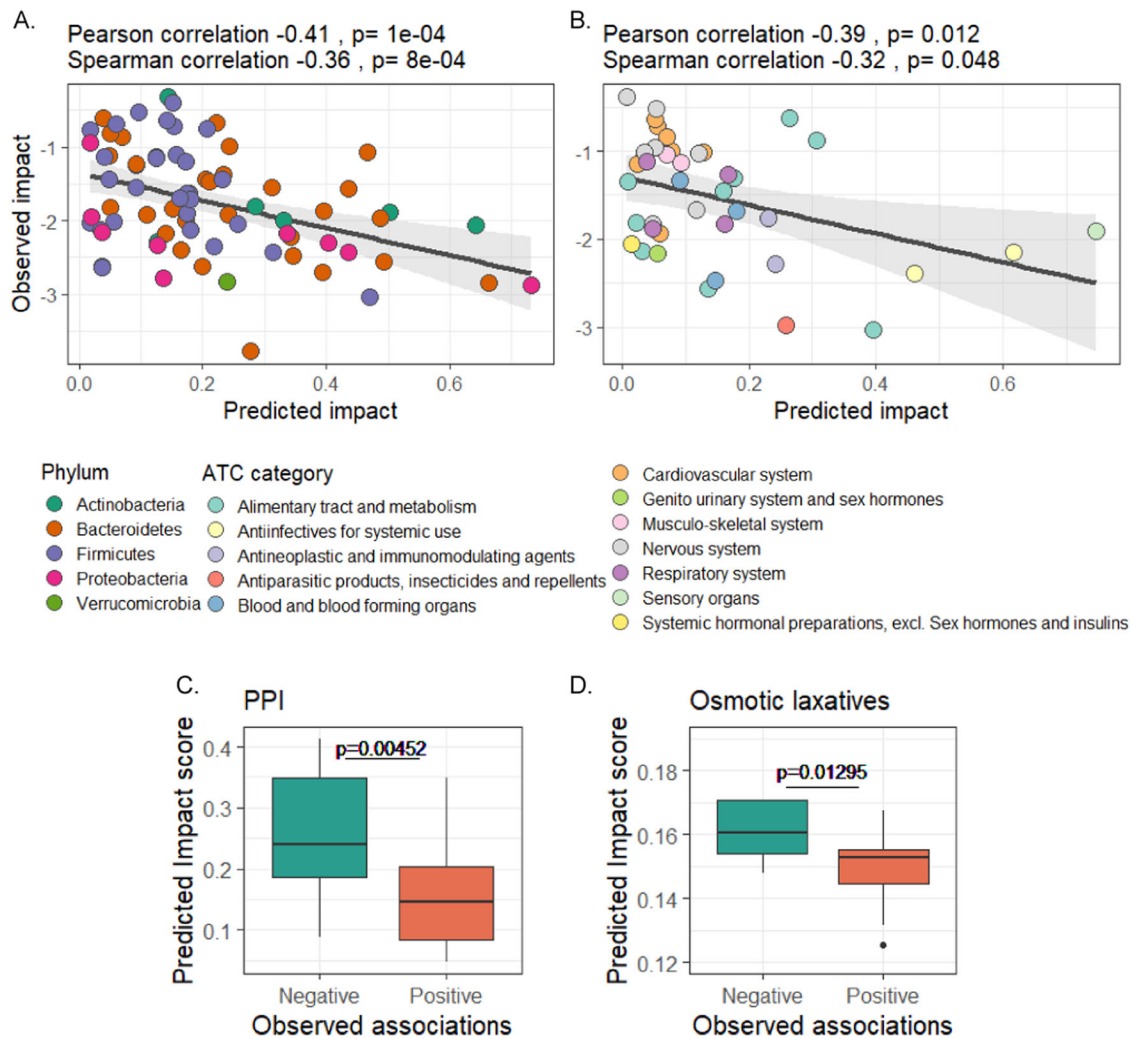 A.
Pearson correlation -0.41 , p= 1e-04
Spearman correlation -0.36 , p= 8e-04
Observed impact
-1
-2
-3
0.0 0.2 0.4 0.6
Predicted impact
B.
Pearson correlation -0.39 , p= 0.012
Spearman correlation -0.32 , p= 0.048
-1
-2
-3
0.0 0.2 0.4 0.6
Predicted impact
Phylum
Actinobacteria
Bacteroidetes
Firmicutes
Proteobacteria
Verrucomicrobia
ATC category
Alimentary tract and metabolism
Antiinfectives for systemic use
Antineoplastic and immunomodulating agents
Antiparasitic products, insecticides and repellents
Blood and blood forming organs
Cardiovascular system
Genito urinary system and sex hormones
Musculo-skeletal system
Nervous system
Respiratory system
Sensory organs
Systemic hormonal preparations, excl. Sex hormones and insulins
C.
PPI
Predicted Impact score
0.4
0.3
0.2
0.1
p=0.00452
Negative Positive
Observed associations
D.
Osmotic laxatives
Predicted Impact score
0.18
0.16
0.14
0.12
p=0.01295
Negative Positive
Observed associations